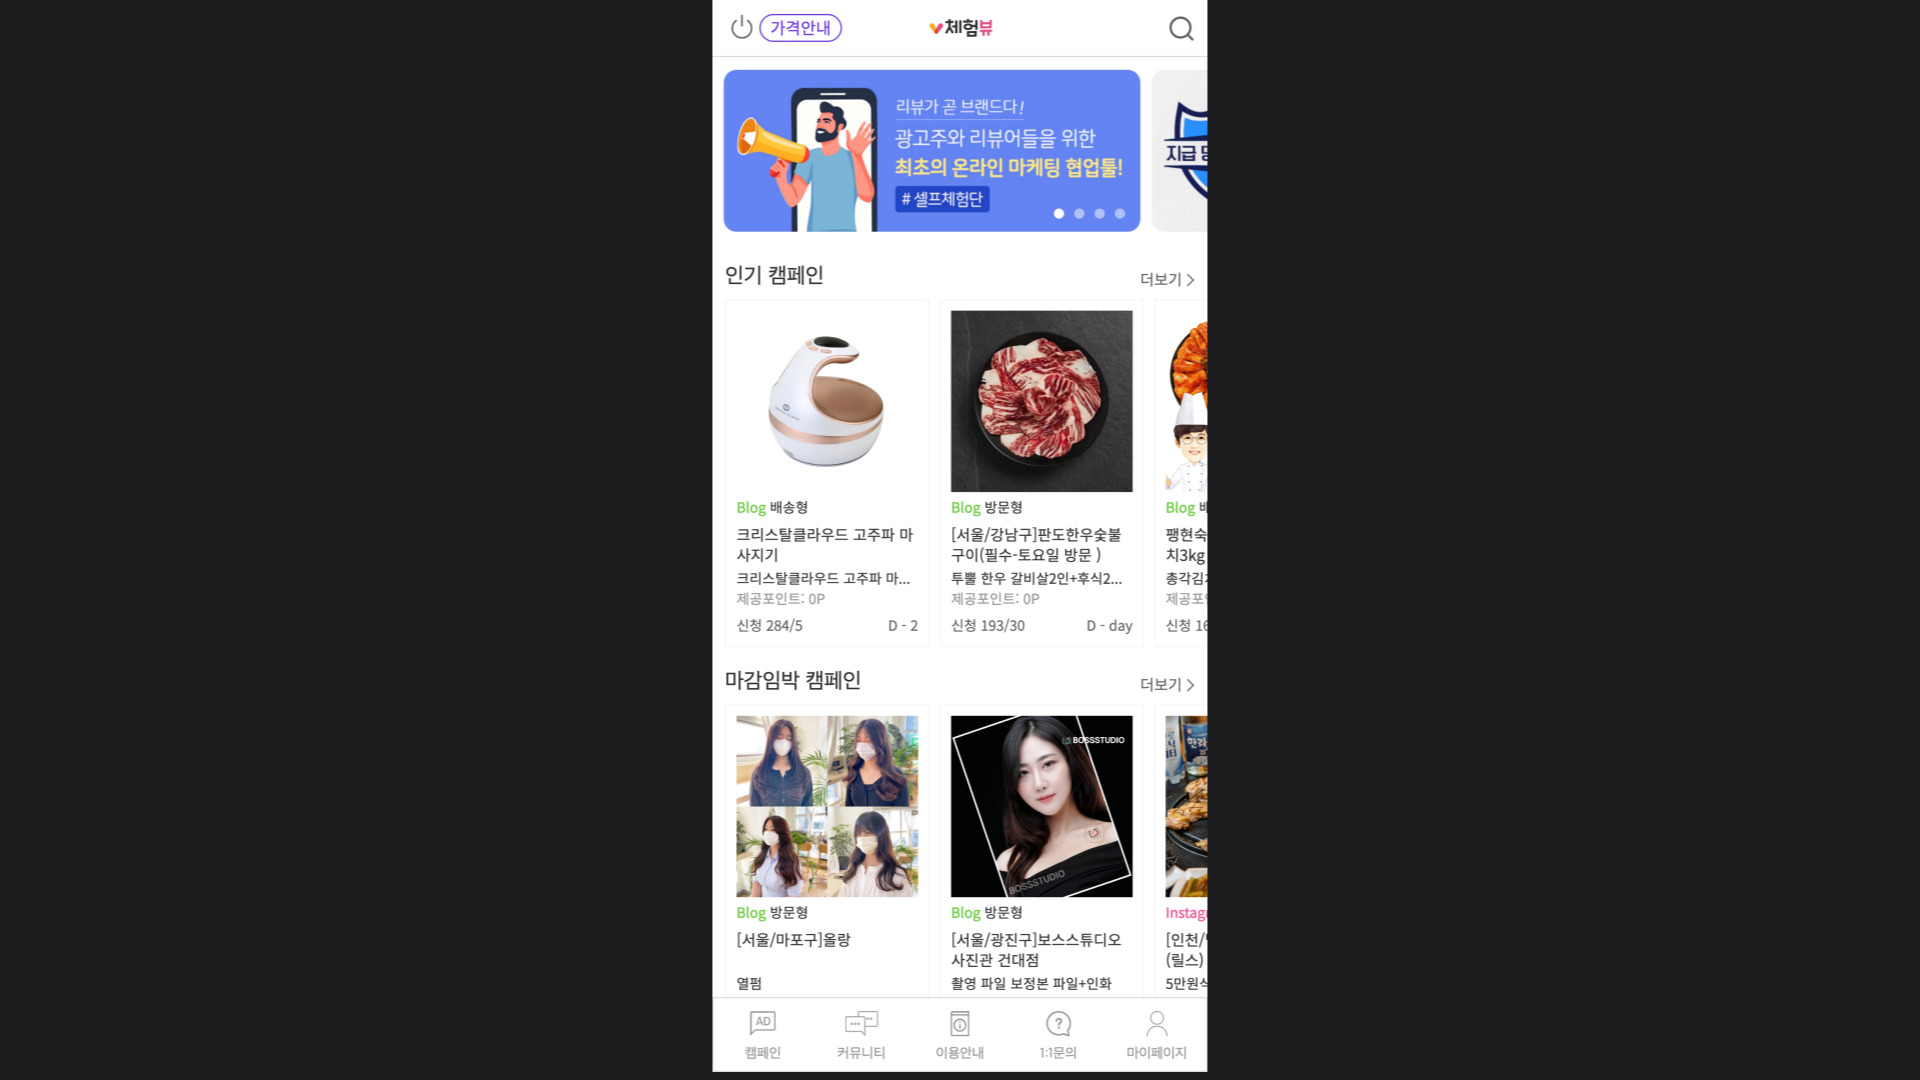 가격안내
체험뷰
리뷰가 곧 브랜드다!
광고주와 리뷰어들을 위한
최초의 온라인 마케팅 협업툴!
# 셀프체험단
지급
인기 캠페인
더보기
Blog 배송형
크리스탈클라우드 고주파 마
사지기
크리스탈클라우드 고주파 마...
제공포인트: 0P
신청 284/5
D - 2
Blog 방문형
[서울/강남구]판도한우숯불
구이(필수-토요일 방문 )
투뿔 한우 갈비살2인+후식2...
제공포인트: 0P
신청 193/30
D - day
Blog
팽현숙
치3kg
총각김
제공포
신청 16
마감임박 캠페인
더보기
Blog 방문형
[서울/마포구]올랑
열펌
BOSSSTUDIO
BOSSSTUDIO
Blog 방문형
[서울/광진구]보스스튜디오
사진관 건대점
촬영 파일 보정본 파일+인화
Instag
[인천/
(릴스)
5만원
AD
캠페인
커뮤니티
이용안내
1:1문의
마이페이지